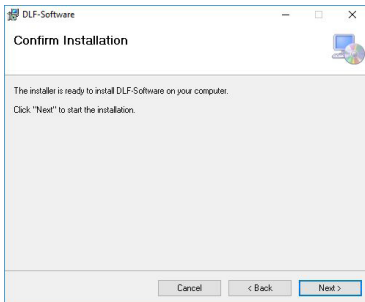 DLF-Software
Confirm Installation
The installer is ready to install DLF-Software on your computer.
Click "Next" to start the installation.
Cancel
< Back
Next >